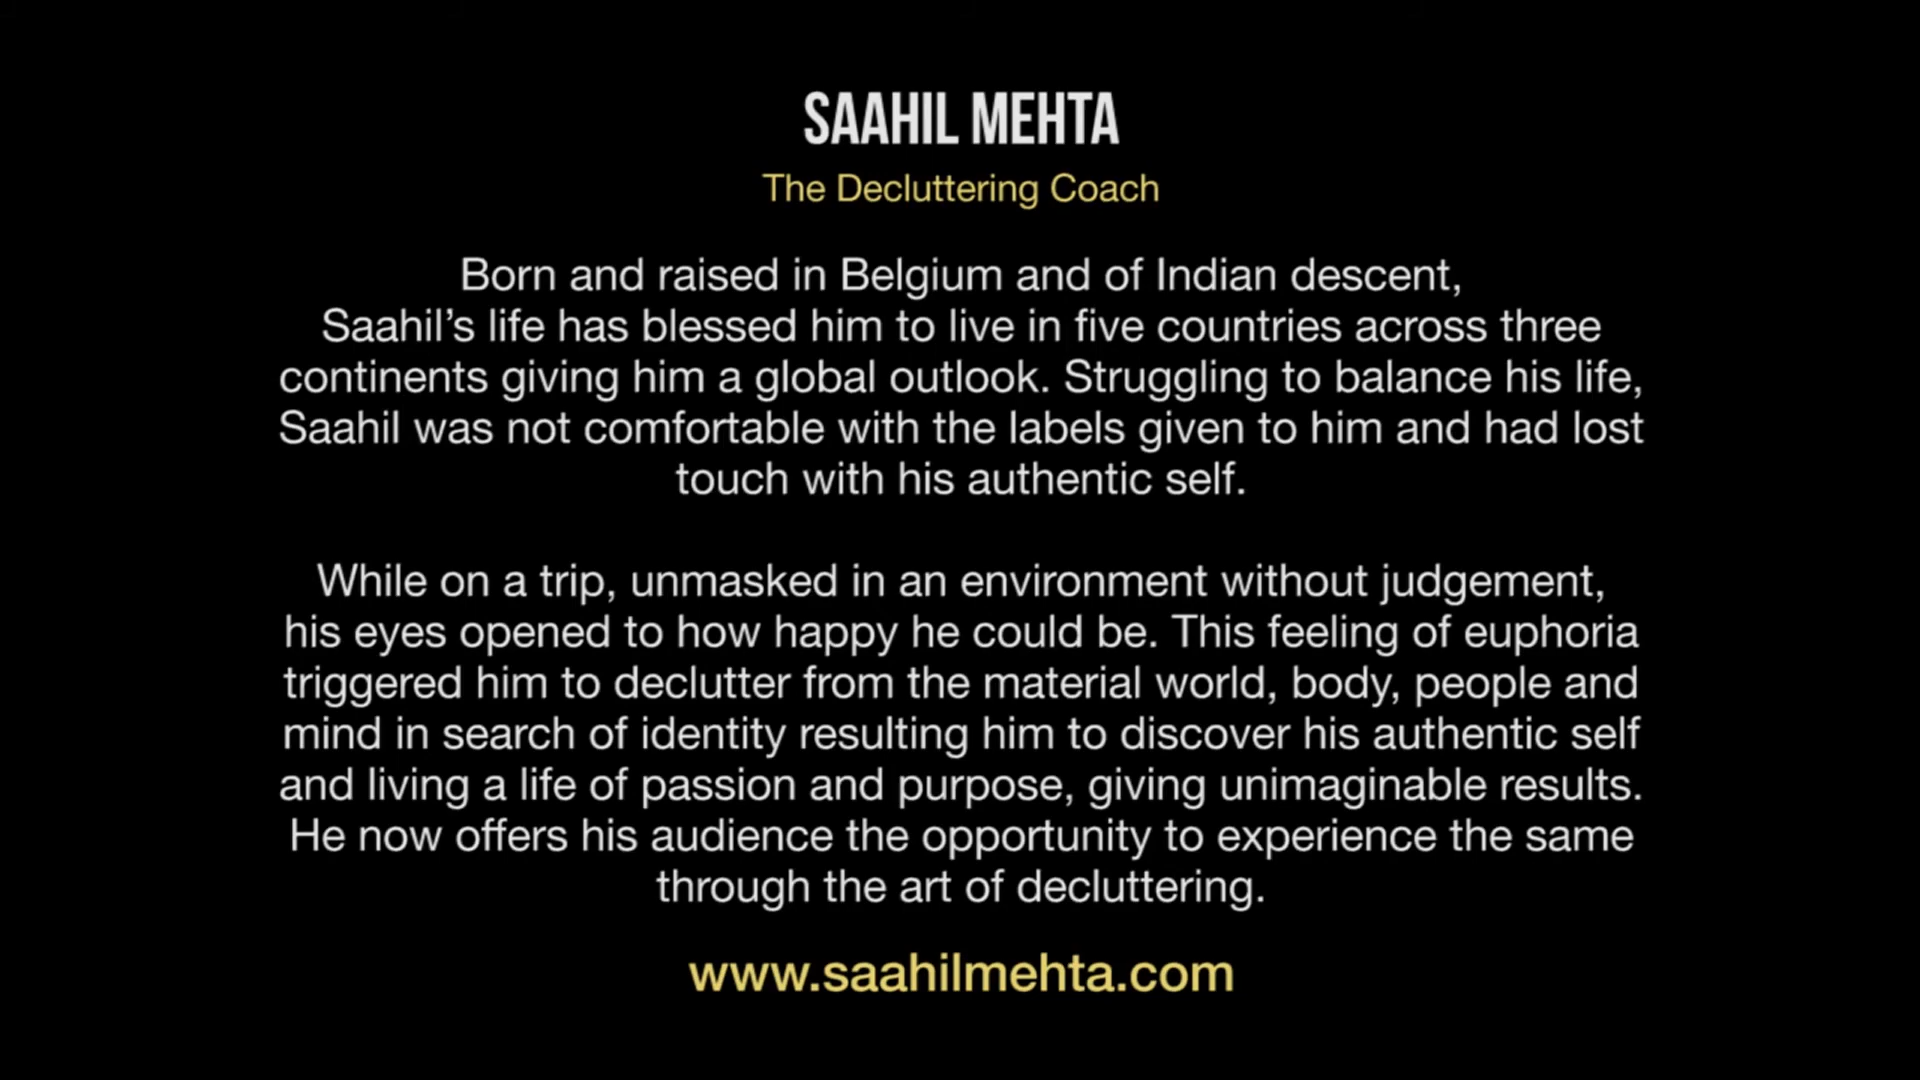 SAAHIL MEHTA
The Decluttering Coach
Born and raised in Belgium and of Indian descent,
Saahil’s life has blessed him to live in five countries across three
continents giving him a global outlook. Struggling to balance his life,
Saahil was not comfortable with the labels given to him and had lost
touch with his authentic self.
While on a trip, unmasked in an environment without judgement,
his eyes opened to how happy he could be. This feeling of euphoria
triggered him to declutter from the material world, body, people and
mind in search of identity resulting him to discover his authentic self
and living a life of passion and purpose, giving unimaginable results.
He now offers his audience the opportunity to experience the same
through the art of decluttering.
www.saahilmehta.com